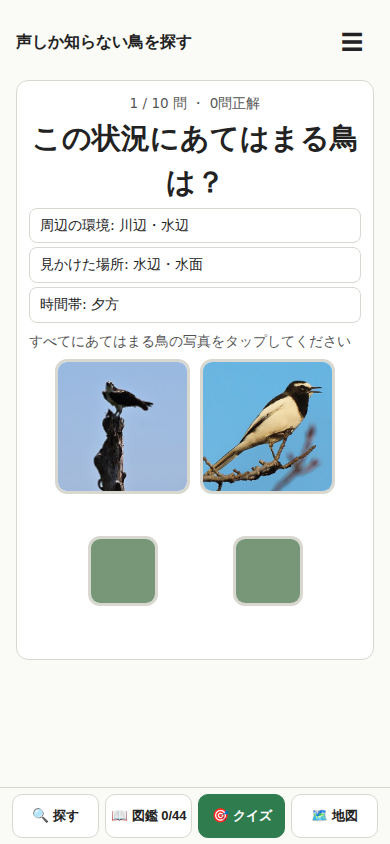 声しか知らない鳥を探す
1 / 10 問 ・ 0問正解
この状況にあてはまる鳥
は？
周辺の環境: 川辺・水辺
見かけた場所: 水辺・水面
時間帯: 夕方
すべてにあてはまる鳥の写真をタップしてください
探す
図鑑 0/44
クイズ
地図